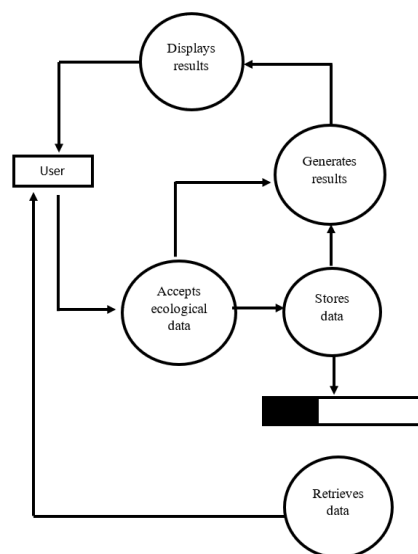 Displays
results
User
Generates
results
Accepts
ecological
data
Stores
data
Retrieves
data